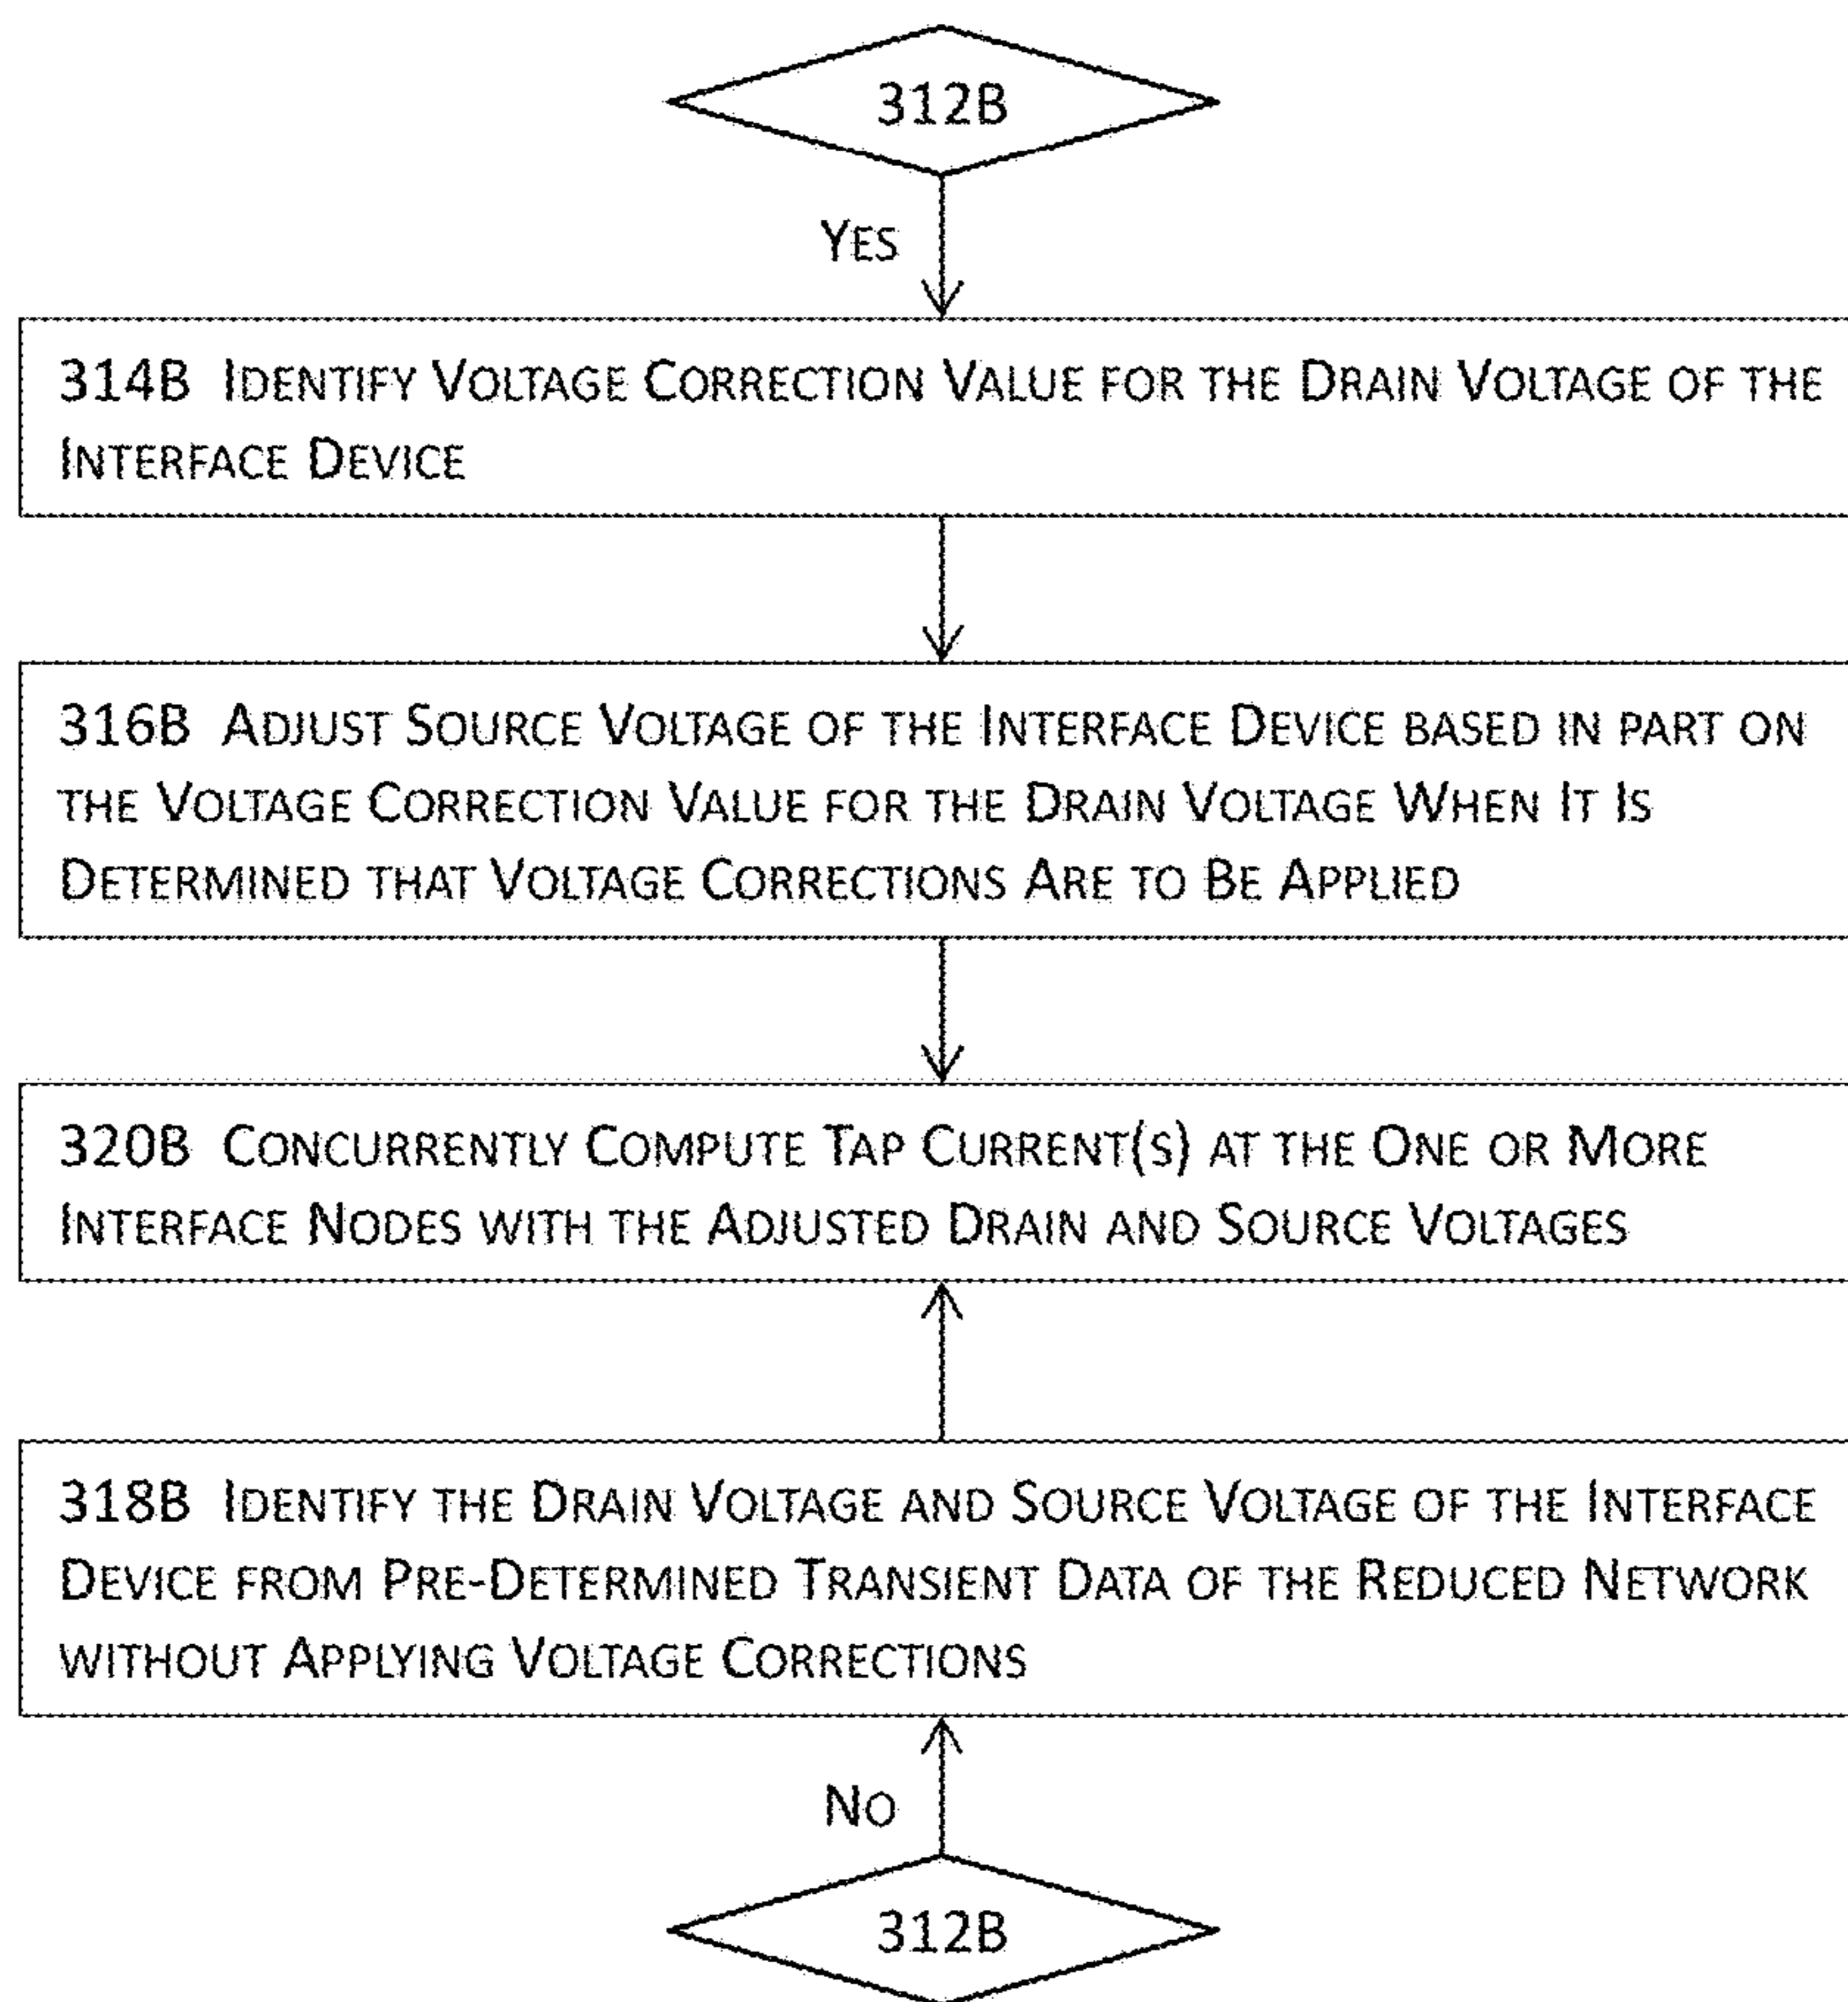 312B
YES
314B IDENTIFY VOLTAGE CORRECTION VALUE FOR THE DRAIN VOLTAGE OF THE
INTERFACE DEVICE
316B ADJUST SOURCE VOLTAGE OF THE INTERFACE DEVICE BASED IN PART ON
THE VOLTAGE CORRECTION VALUE FOR THE DRAIN VOLTAGE WHEN IT IS
DETERMINED THAT VOLTAGE CORRECTIONS ARE TO BE APPLIED
320B CONCURRENTLY COMPUTE TAP CURRENT(S) AT THE ONE OR MORE
INTERFACE NODES WITH THE ADJUSTED DRAIN AND SOURCE VOLTAGES
318B IDENTIFY THE DRAIN VOLTAGE AND SOURCE VOLTAGE OF THE INTERFACE
DEVICE FROM PRE-DETERMINED TRANSIENT DATA OF THE REDUCED NETWORK
WITHOUT APPLYING VOLTAGE CORRECTIONS
NO
312B